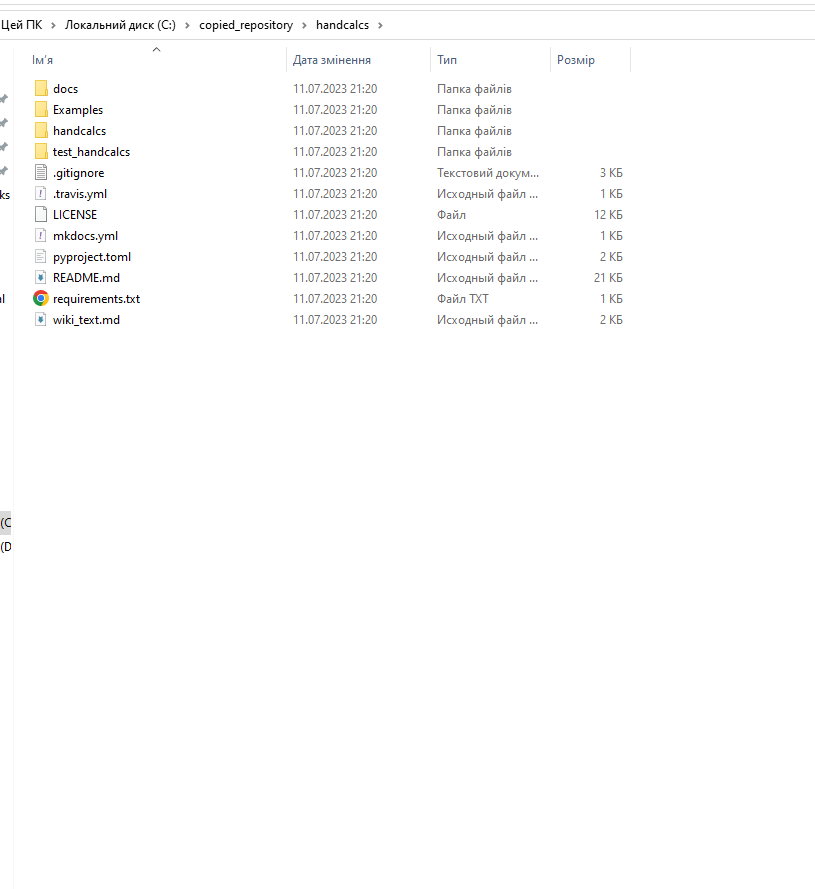 Цей ПК > Локальний диск (C:) > copied_repository > handcalcs >
Ім'я Дата змінення Тип Розмір
docs 11.07.2023 21:20 Папка файлів
Examples 11.07.2023 21:20 Папка файлів
handcalcs 11.07.2023 21:20 Папка файлів
test_handcalcs 11.07.2023 21:20 Папка файлів
.gitignore 11.07.2023 21:20 Текстовий докум... 3 КБ
ks .travis.yml 11.07.2023 21:20 Исходный файл ... 1 КБ
LICENSE 11.07.2023 21:20 Файл 12 КБ
mkdocs.yml 11.07.2023 21:20 Исходный файл ... 1 КБ
pyproject.toml 11.07.2023 21:20 Исходный файл ... 2 КБ
README.md 11.07.2023 21:20 Исходный файл ... 21 КБ
requirements.txt 11.07.2023 21:20 Файл TXT 1 КБ
wiki_text.md 11.07.2023 21:20 Исходный файл ... 2 КБ
(C
(D